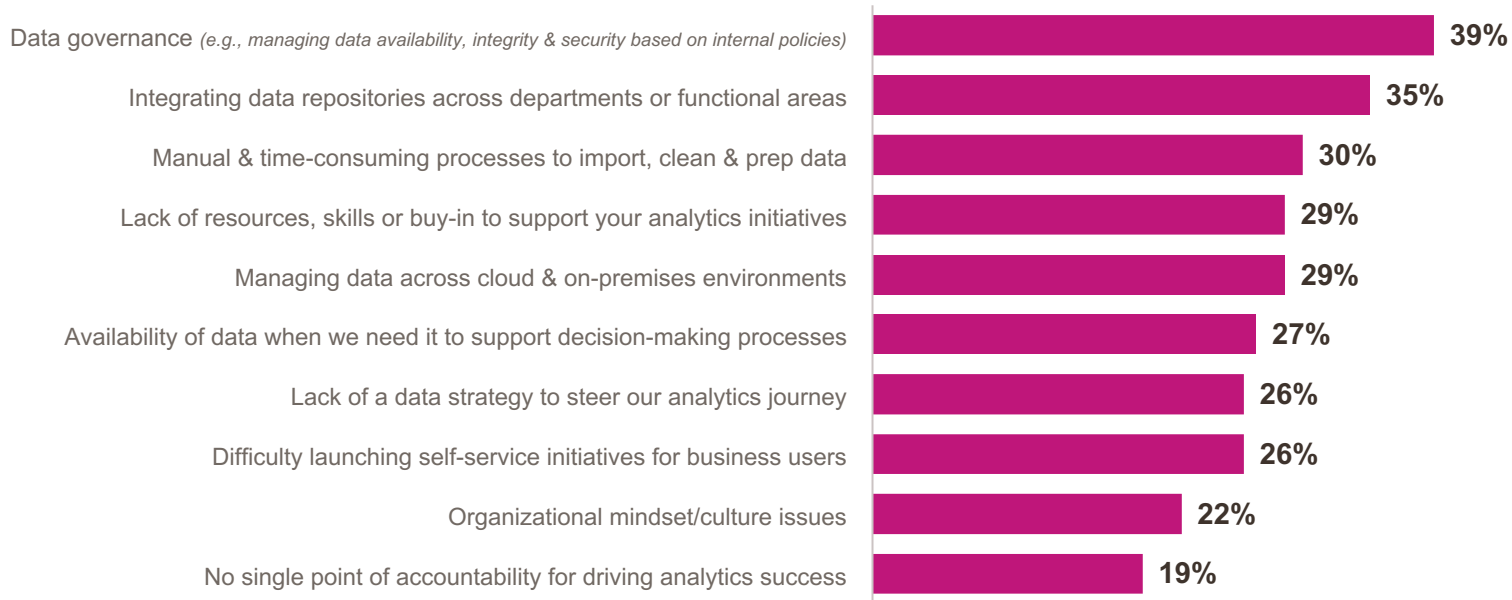 Data governance (e.g., managing data availability, integrity & security based on internal policies) 39%
Integrating data repositories across departments or functional areas 35%
Manual & time-consuming processes to import, clean & prep data 30%
Lack of resources, skills or buy-in to support your analytics initiatives 29%
Managing data across cloud & on-premises environments 29%
Availability of data when we need it to support decision-making processes 27%
Lack of a data strategy to steer our analytics journey 26%
Difficulty launching self-service initiatives for business users 26%
Organizational mindset/culture issues 22%
No single point of accountability for driving analytics success 19%